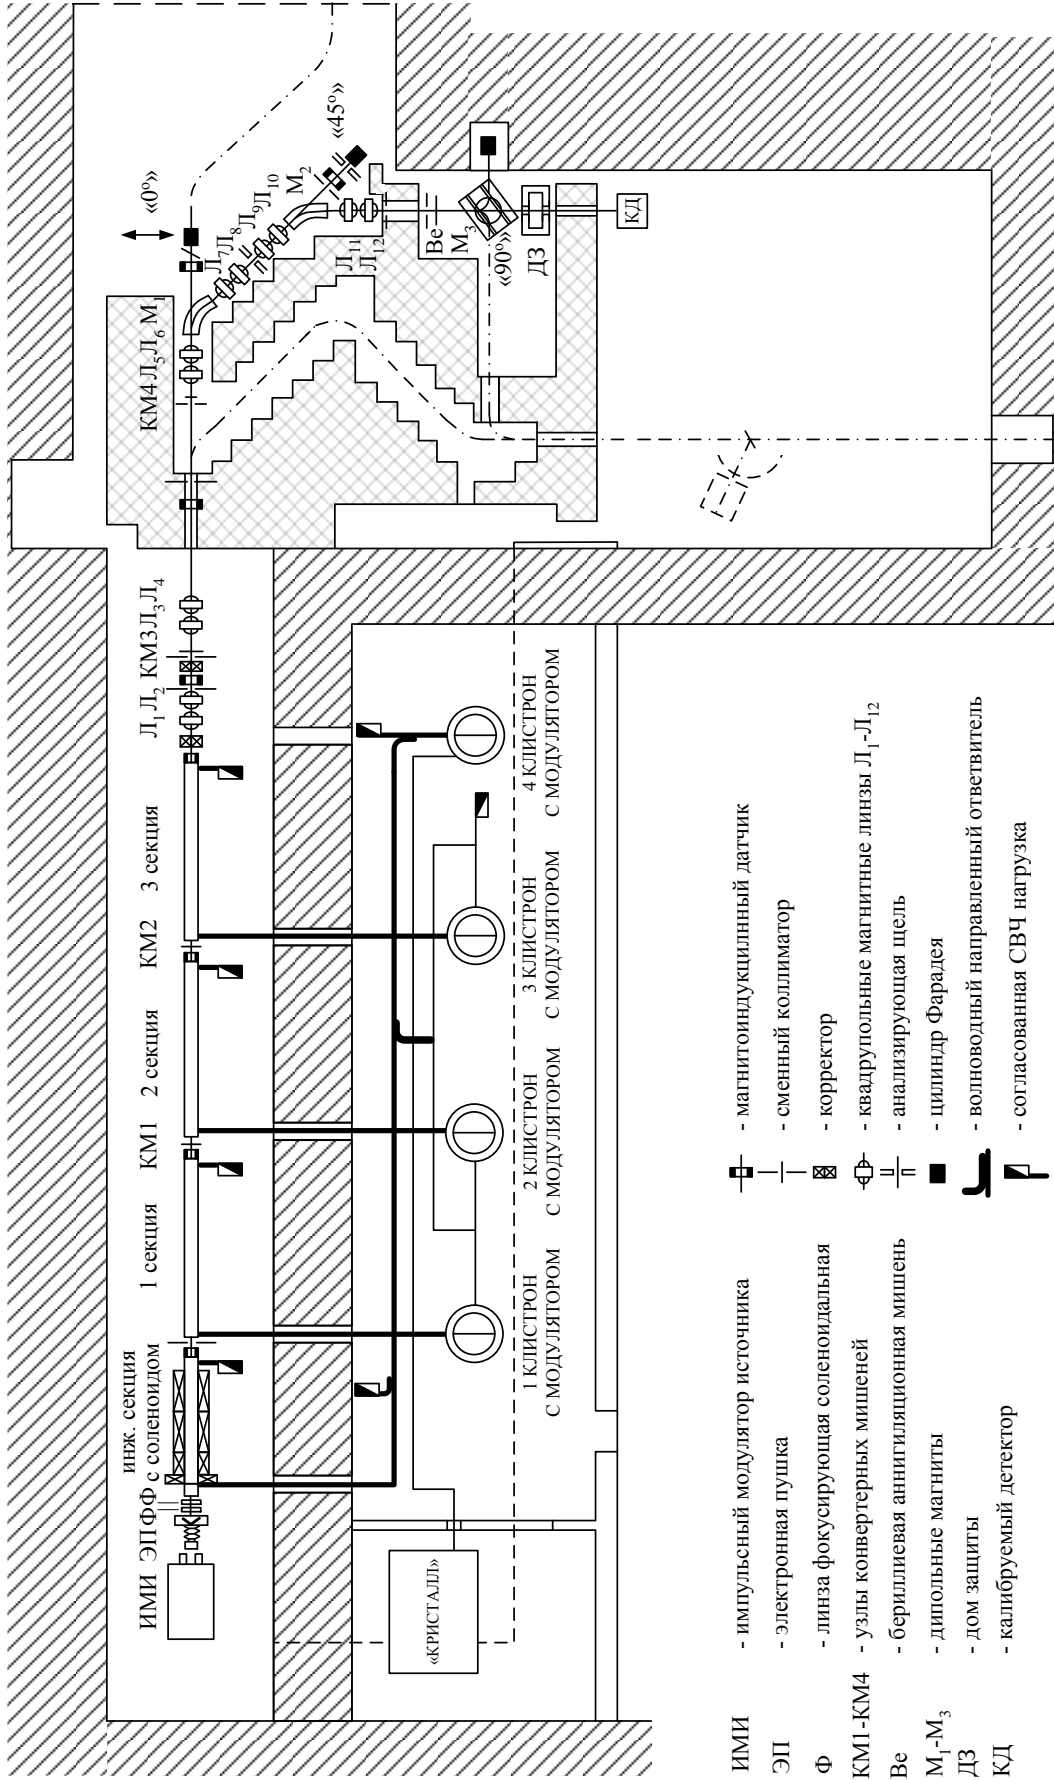 ИМИ
ЭП
Ф
Ф
инж. секция
с соленоидом
1 секция
КМ1
2 секция
КМ2
3 секция
Л₁
Л₂
КМ3
Л₃
Л₄
КМ4
Л₅
Л₆
М₁
«0°»
Л₇
Л₈
Л₉
Л₁₀
М₂
«45°»
Л₁₁
Л₁₂
Ве
М₃
«90°»
ДЗ
КД
«КРИСТАЛЛ»
1 КЛИСТРОН
С МОДУЛЯТОРОМ
2 КЛИСТРОН
С МОДУЛЯТОРОМ
3 КЛИСТРОН
С МОДУЛЯТОРОМ
4 КЛИСТРОН
С МОДУЛЯТОРОМ
ИМИ - импульсный модулятор источника
ЭП - электронная пушка
Ф - линза фокусирующая соленоидальная
КМ1-КМ4 - узлы конвертерных мишеней
Ве - бериллиевая аннигиляционная мишень
М₁-М₃ - дипольные магниты
ДЗ - дом защиты
КД - калибруемый детектор
- магнитоиндукцилнный датчик
- сменный коллиматор
- корректор
- квадрупольные магнитные линзы Л₁-Л₁₂
- анализирующая щель
- цилиндр Фарадея
- волноводный направленный ответвитель
- согласованная СВЧ нагрузка